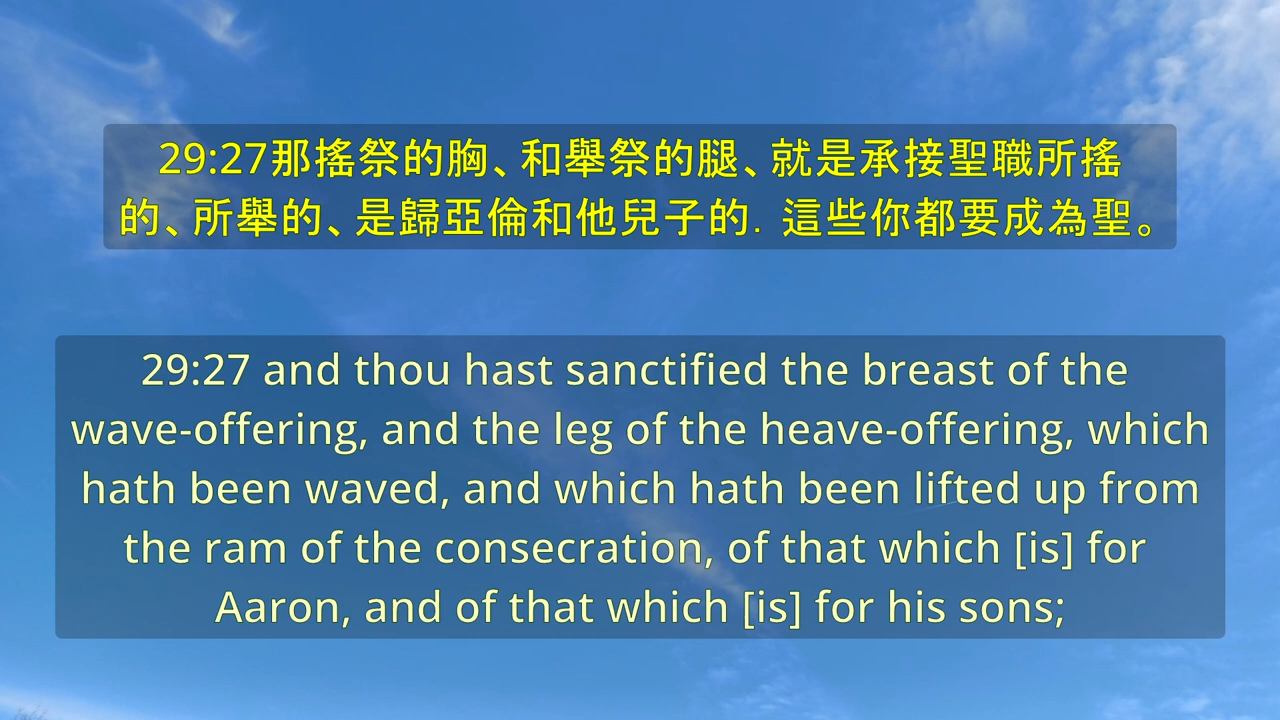 29:27那搖祭的胸、和舉祭的腿、就是承接聖職所搖
的、所舉的、是歸亞倫和他兒子的．這些你都要成為聖。
29:27 and thou hast sanctified the breast of the
wave-offering, and the leg of the heave-offering, which
hath been waved, and which hath been lifted up from
the ram of the consecration, of that which [is] for
Aaron, and of that which [is] for his sons;